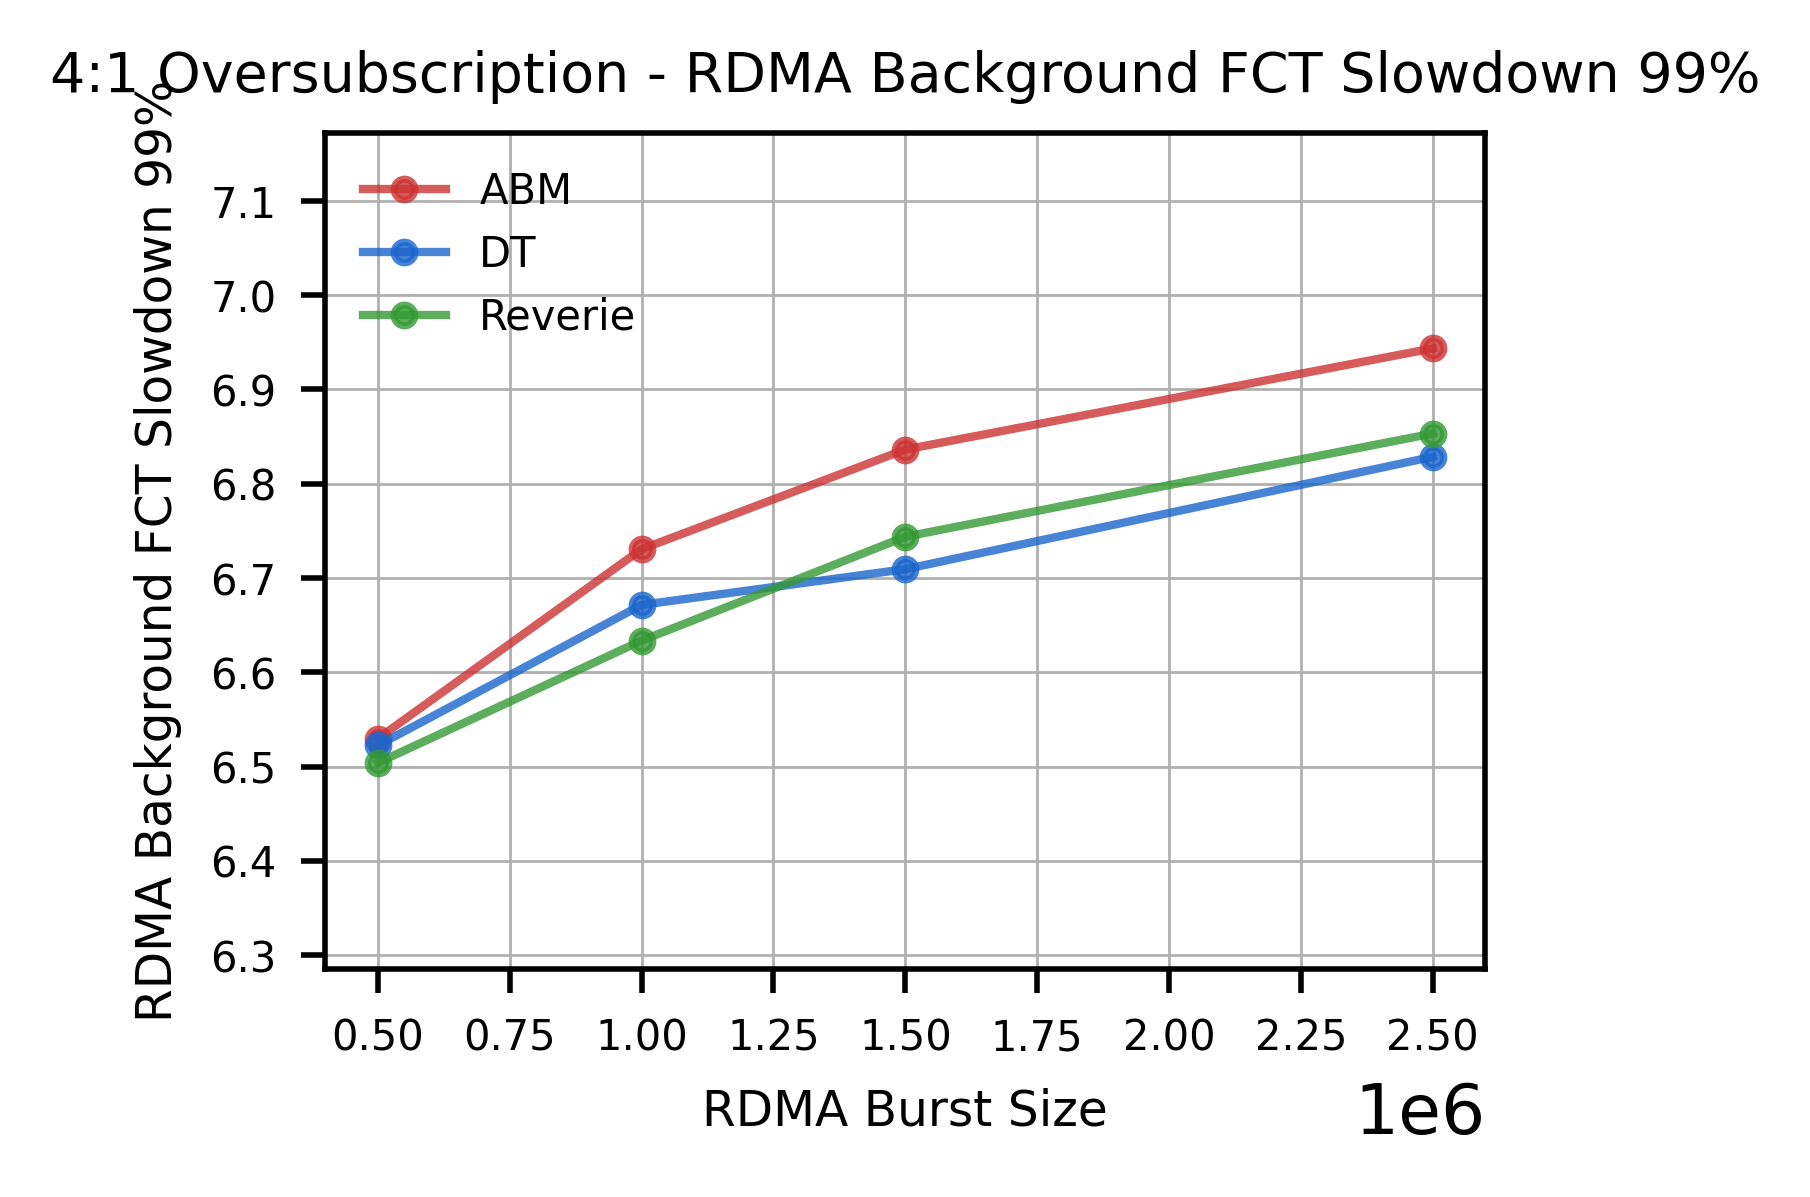 4:1 Oversubscription - RDMA Background FCT Slowdown 99%
RDMA Background FCT Slowdown 99%
7.1
7.0
6.9
6.8
6.7
6.6
6.5
6.4
6.3
ABM
DT
Reverie
0.50 0.75 1.00 1.25 1.50 1.75 2.00 2.25 2.50
RDMA Burst Size
1e6